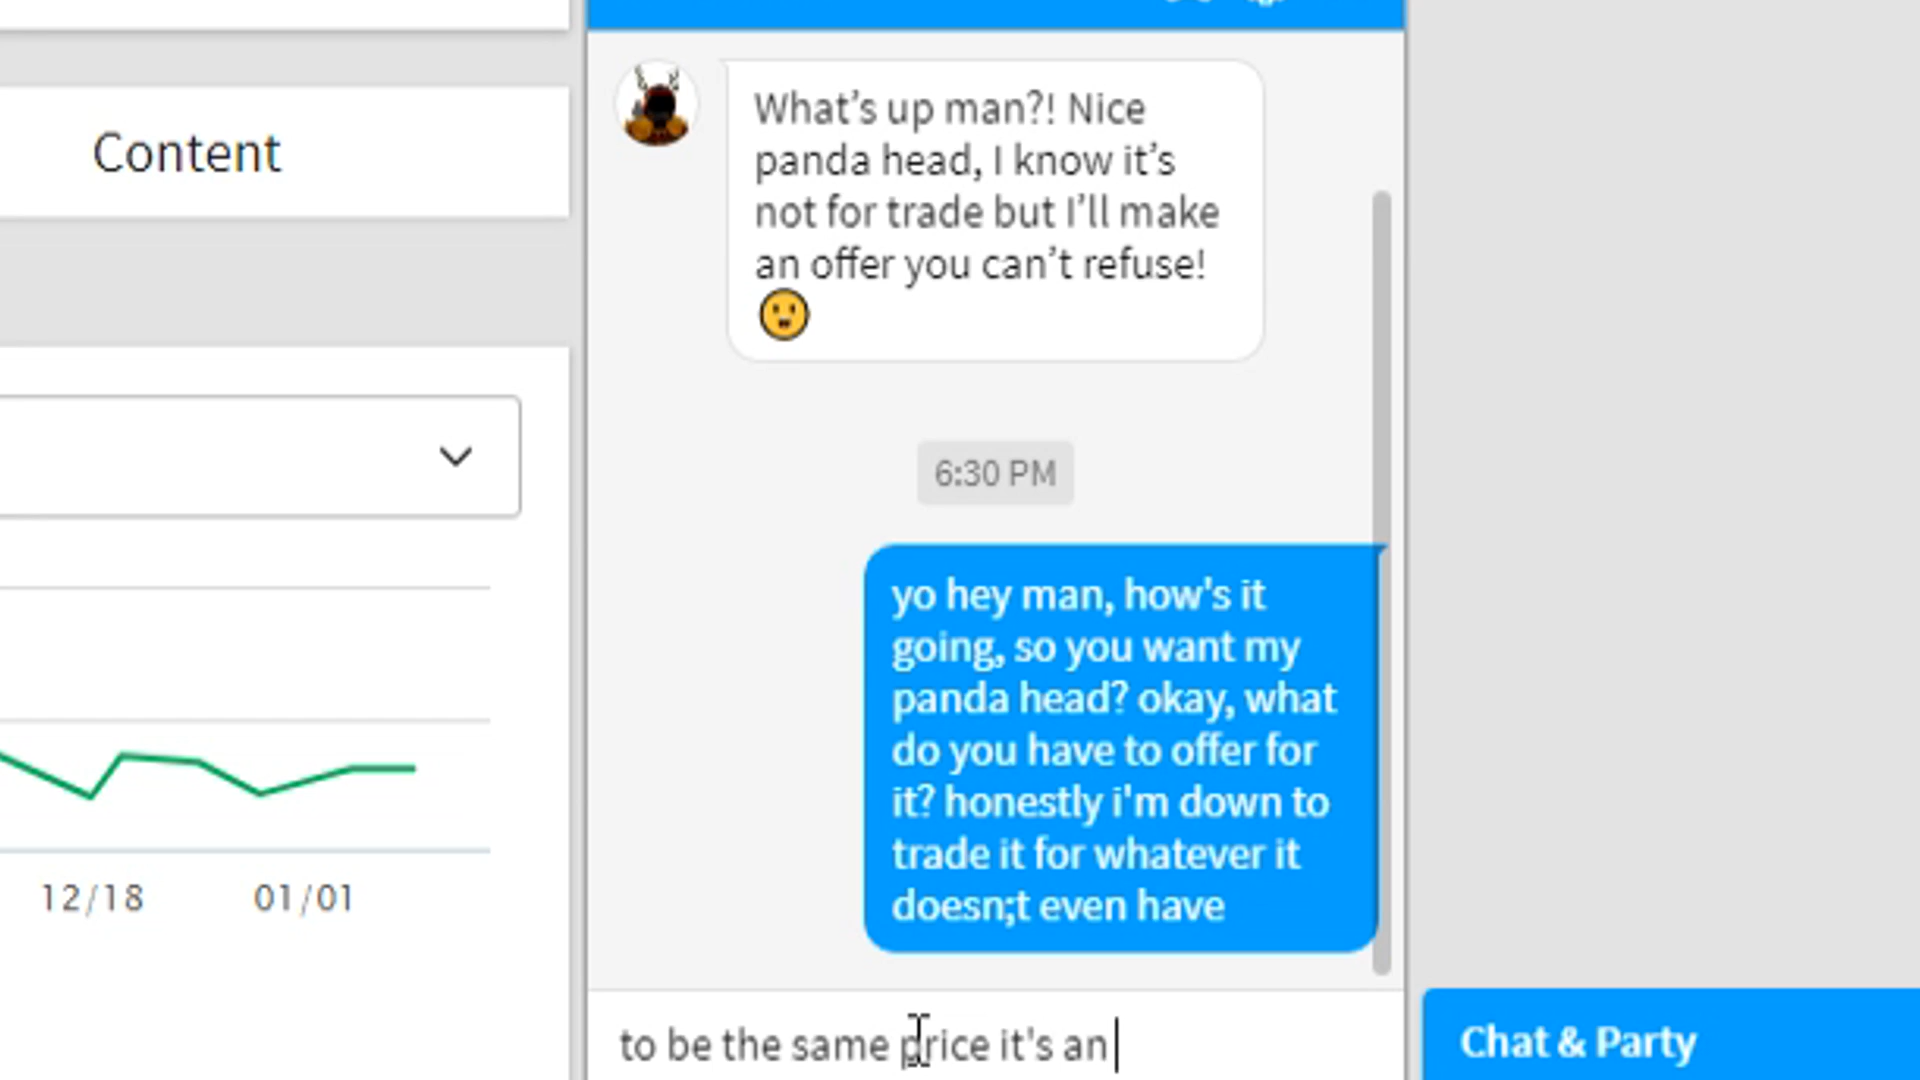 Content
12/18 01/01
What’s up man?! Nice
panda head, I know it’s
not for trade but I’ll make
an offer you can’t refuse!
😮
6:30 PM
yo hey man, how's it
going, so you want my
panda head? okay, what
do you have to offer for
it? honestly i'm down to
trade it for whatever it
doesn;t even have
to be the same price it's an
Chat & Party